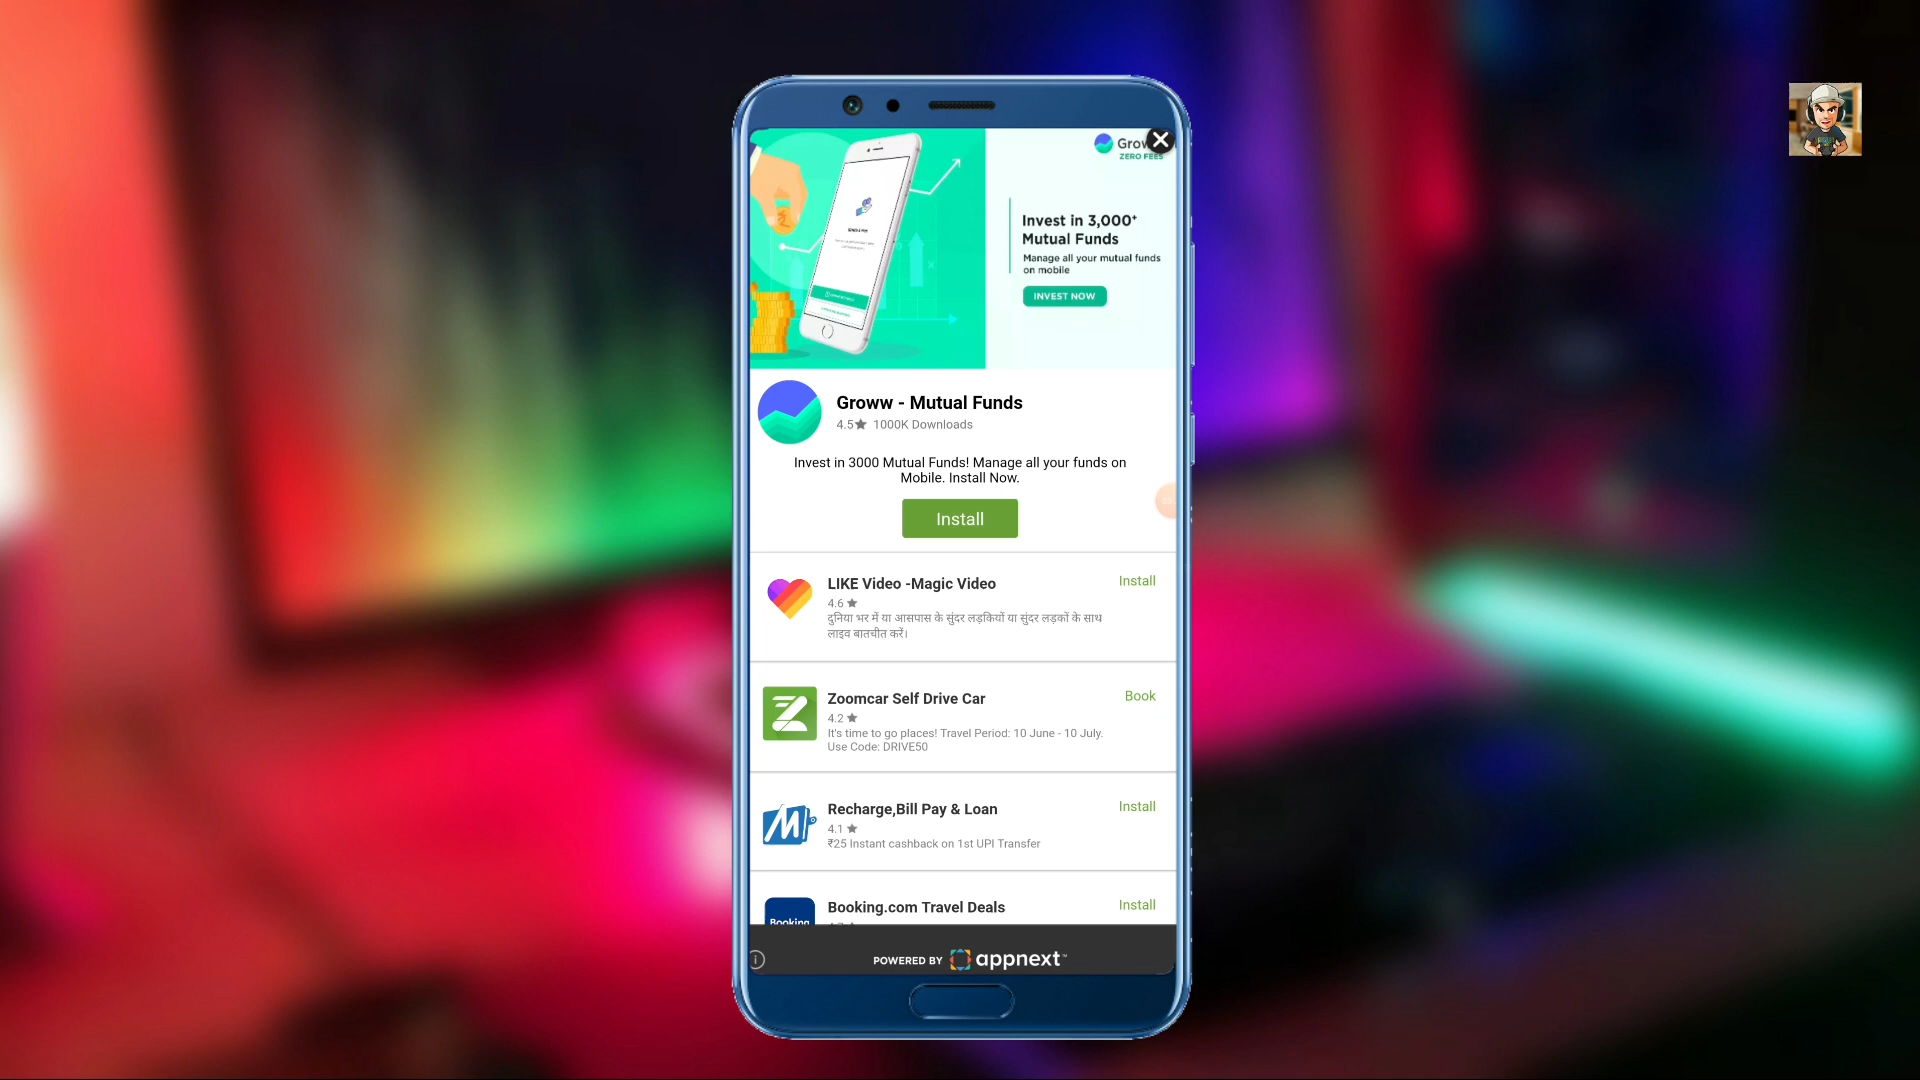 Grow
ZERO FEES
Invest in 3,000+
Mutual Funds
Manage all your mutual funds
on mobile
INVEST NOW
Groww - Mutual Funds
4.5★ 1000K Downloads
Invest in 3000 Mutual Funds! Manage all your funds on
Mobile. Install Now.
Install
LIKE Video -Magic Video
Install
4.6 ★
दुनिया भर में या आसपास के सुंदर लड़कियों या सुंदर लड़कों के साथ
लाइव बातचीत करें।
Zoomcar Self Drive Car
Book
4.2 ★
It's time to go places! Travel Period: 10 June - 10 July.
Use Code: DRIVE50
Recharge,Bill Pay & Loan
Install
4.1 ★
₹25 Instant cashback on 1st UPI Transfer
Booking.com Travel Deals
Install
Booking
POWERED BY appnext™